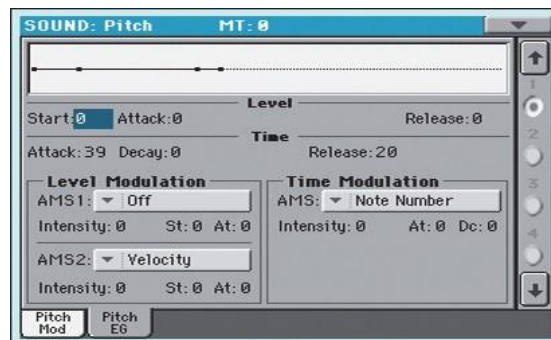 SOUND: Pitch MT: 0
Level
Start: 0 Attack: 0 Release: 0
Time
Attack: 39 Decay: 0 Release: 20
Level Modulation
AMS1: Off
Intensity: 0 St: 0 At: 0
AMS2: Velocity
Intensity: 0 St: 0 At: 0
Time Modulation
AMS: Note Number
Intensity: 0 At: 0 Dc: 0
1
2
3
4
Pitch Mod
Pitch EG